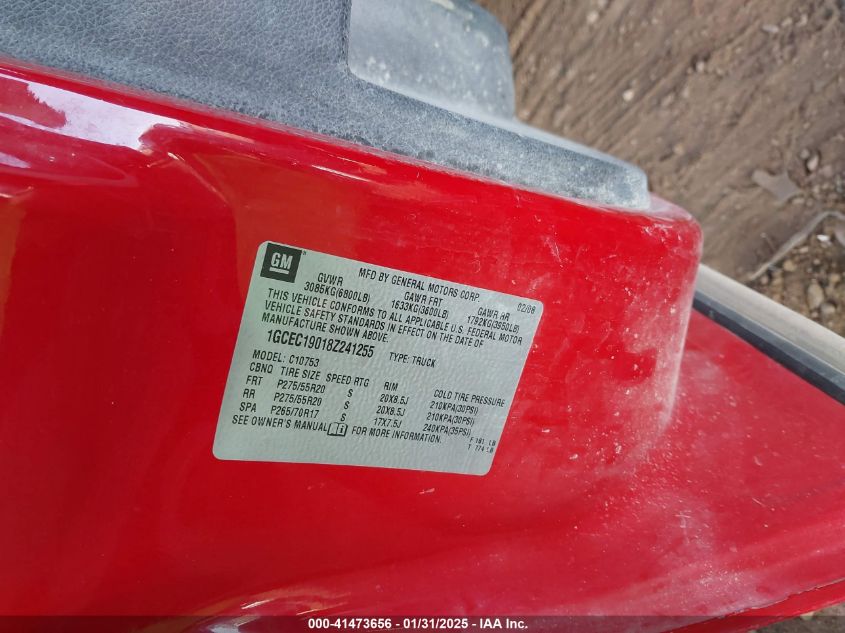 GM
MFD BY GENERAL MOTORS CORP. 02/08
GVWR GAWR FRT GAWR RR
3085KG(6800LB) 1633KG(3600LB) 1792KG(3950LB)
THIS VEHICLE CONFORMS TO ALL APPLICABLE U.S. FEDERAL MOTOR
VEHICLE SAFETY STANDARDS IN EFFECT ON THE DATE OF
MANUFACTURE SHOWN ABOVE.
1GCEC19018Z241255 TYPE: TRUCK
MODEL: C10753
CBNO TIRE SIZE SPEED RTG RIM COLD TIRE PRESSURE
FRT P275/55R20 S 20X8.5J 210KPA(30PSI)
RR P275/55R20 S 20X8.5J 210KPA(30PSI)
SPA P265/70R17 S 17X7.5J 240KPA(35PSI)
SEE OWNER'S MANUAL FOR MORE INFORMATION.
F 181 LB
T 774 LB
000-41473656 - 01/31/2025 - IAA Inc.